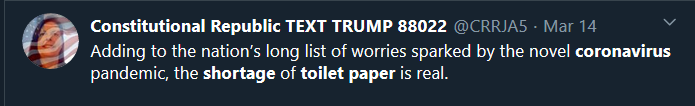 Constitutional Republic TEXT TRUMP 88022 @CRRJA5 · Mar 14
Adding to the nation’s long list of worries sparked by the novel coronavirus
pandemic, the shortage of toilet paper is real.